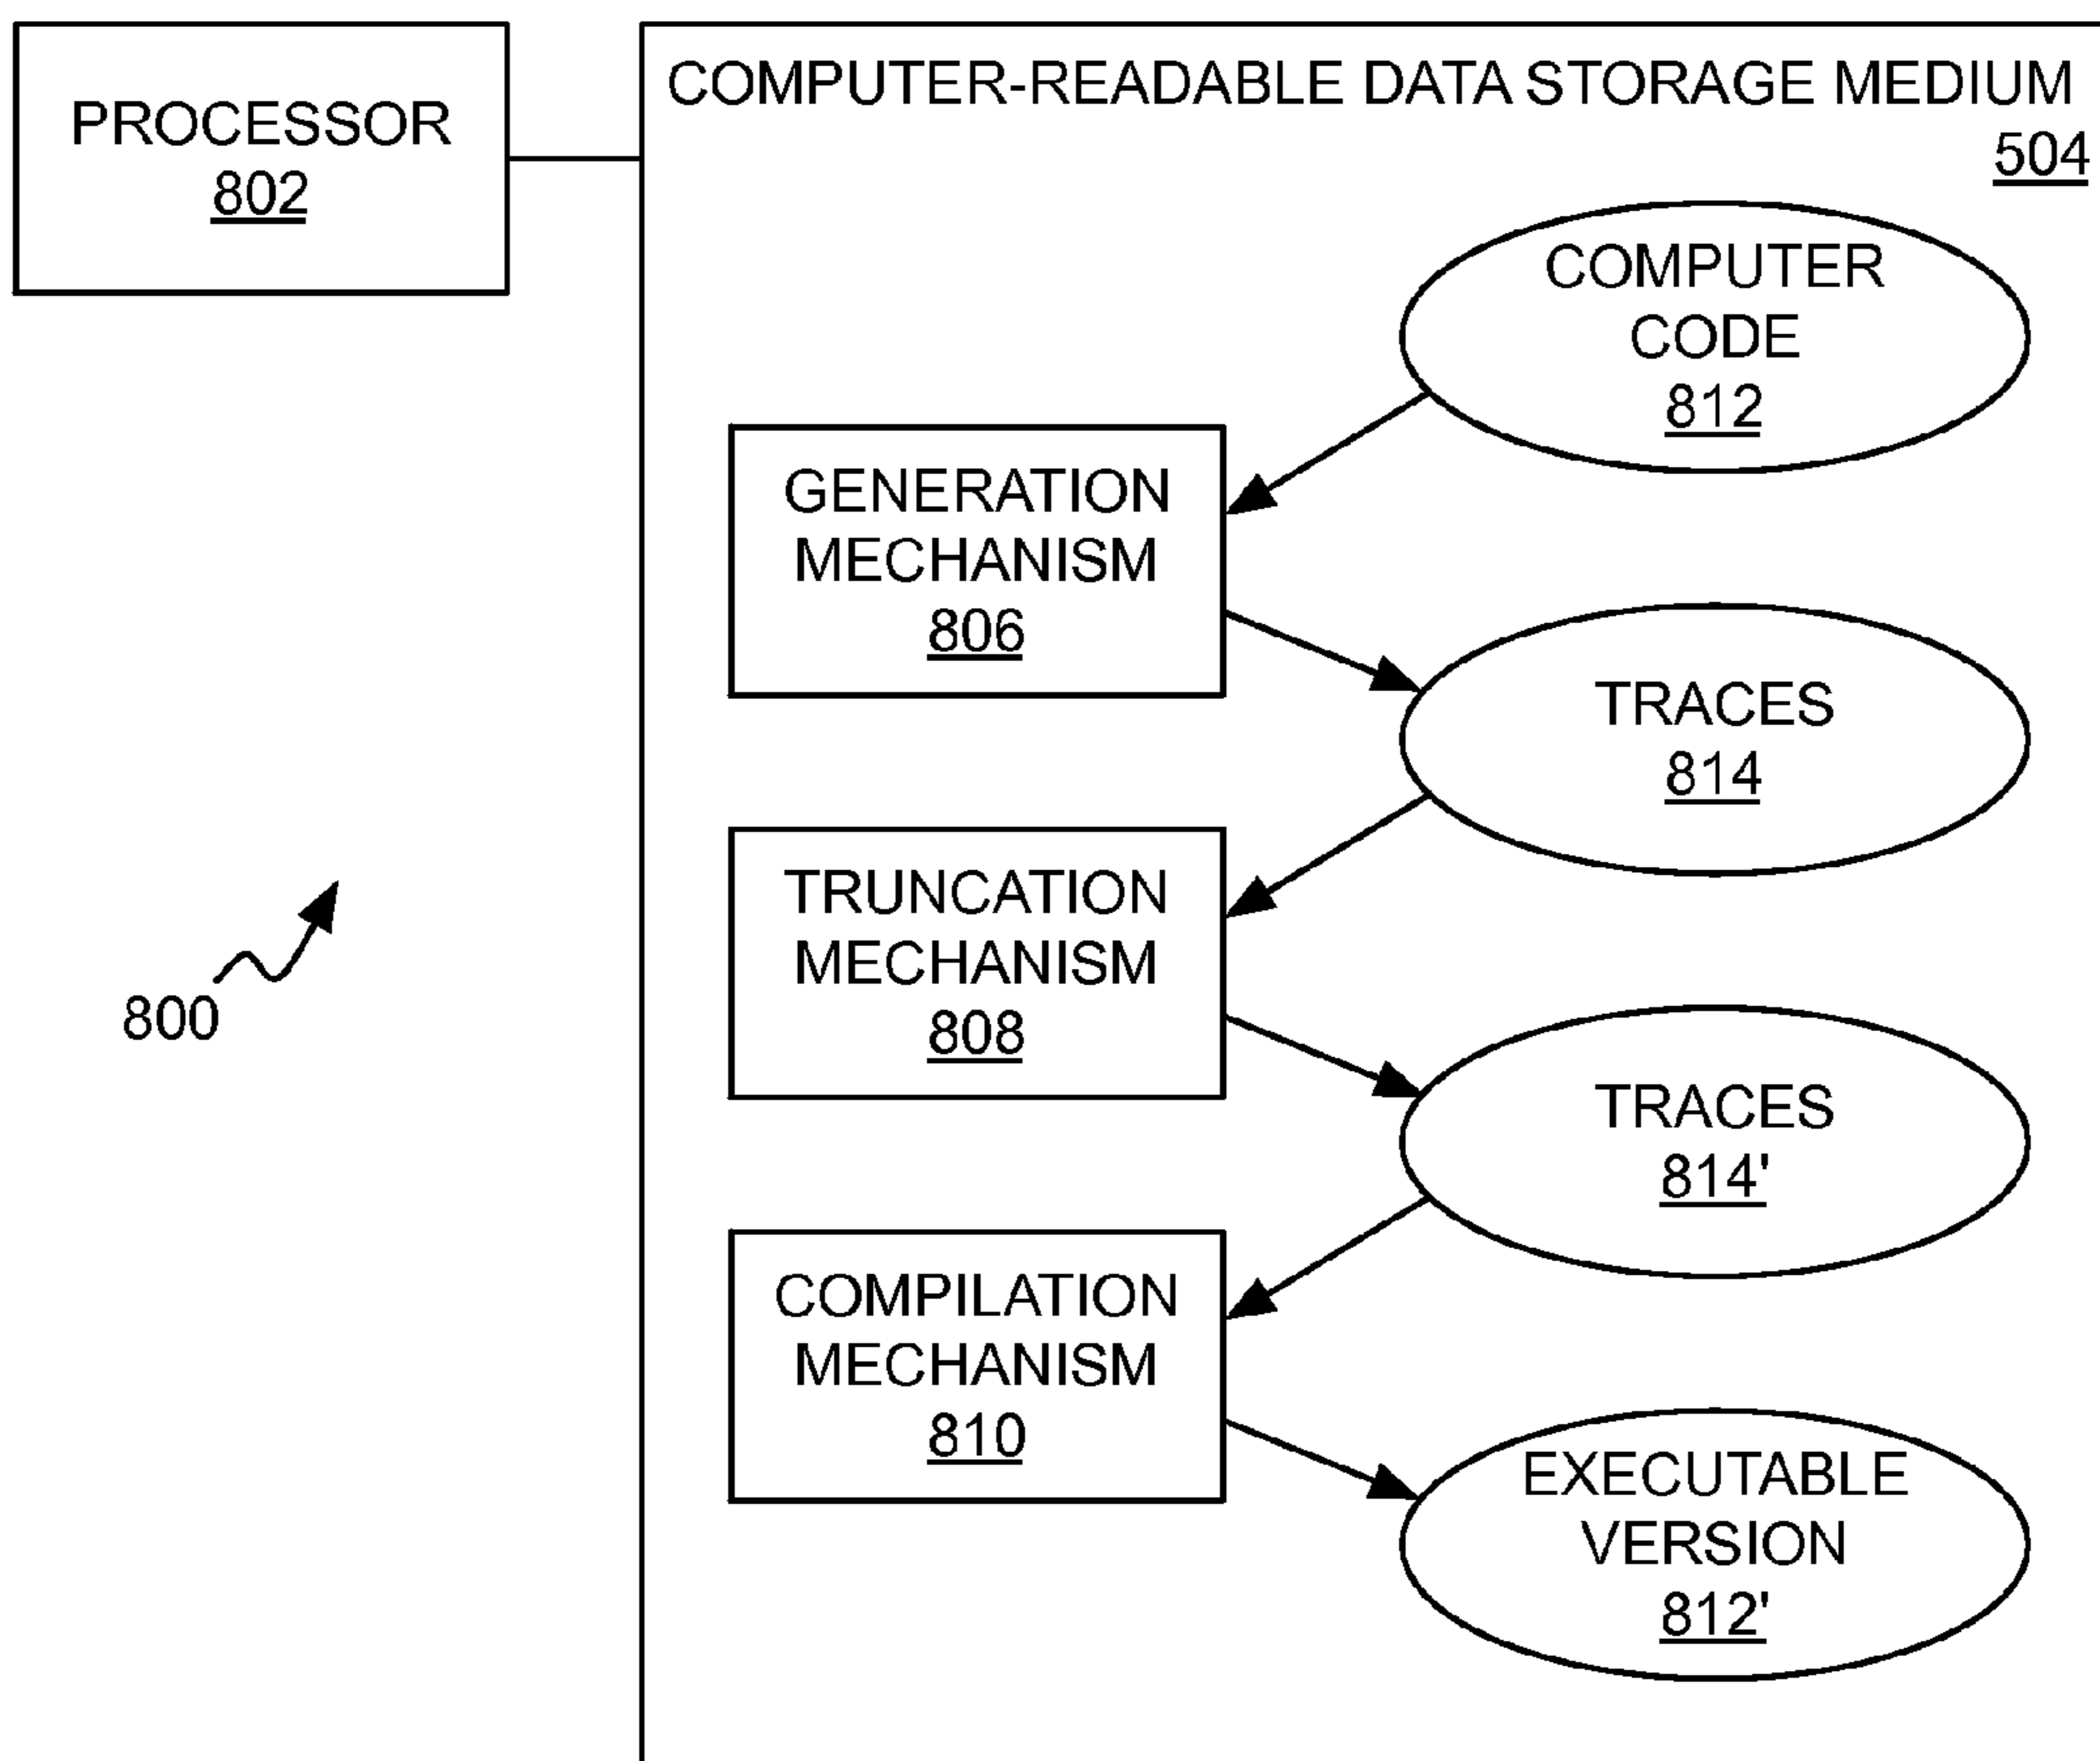 PROCESSOR
802
COMPUTER-READABLE DATA STORAGE MEDIUM
504
COMPUTER
CODE
812
GENERATION
MECHANISM
806
TRACES
814
TRUNCATION
MECHANISM
808
800
TRACES
814'
COMPILATION
MECHANISM
810
EXECUTABLE
VERSION
812'